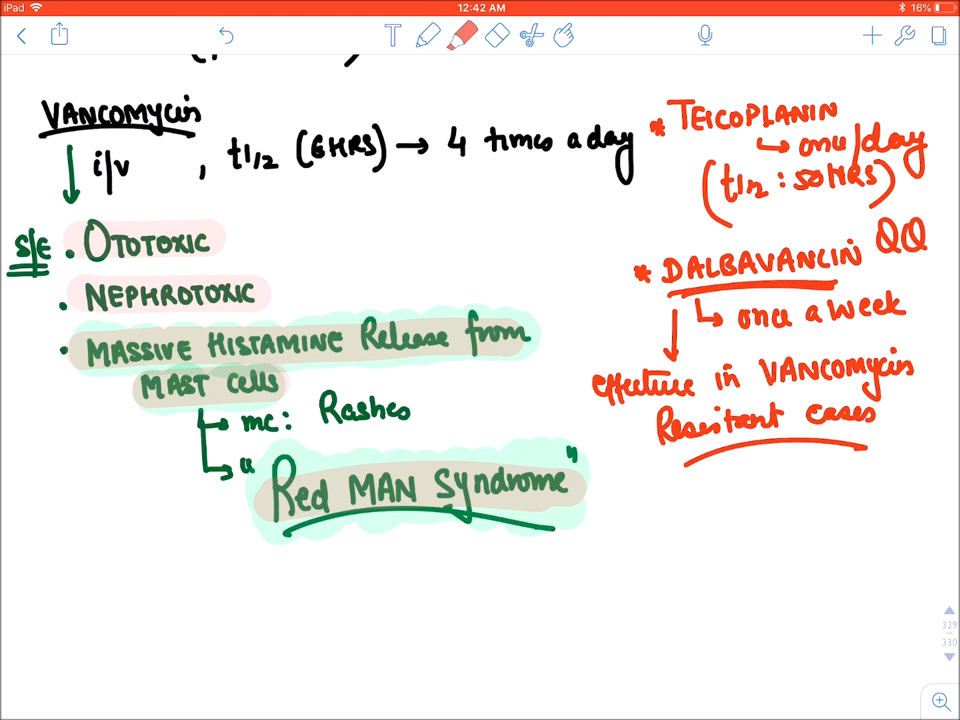 iPad
12:42 AM
16%
T
VANCOMYCIN
i/v , t1/2 (6HRS) → 4 times a day
S/E • OTOTOXIC
• NEPHROTOXIC
• MASSIVE HISTAMINE Release from
MAST Cells
→ mc: Rashes
→ "Red MAN Syndrome"
* TEICOPLANIN
→ once/day
(t1/2 : 50HRS)
* DALBAVANCIN QQ
→ once a week
effective in VANCOMYCIN
Resistant cases
329
330